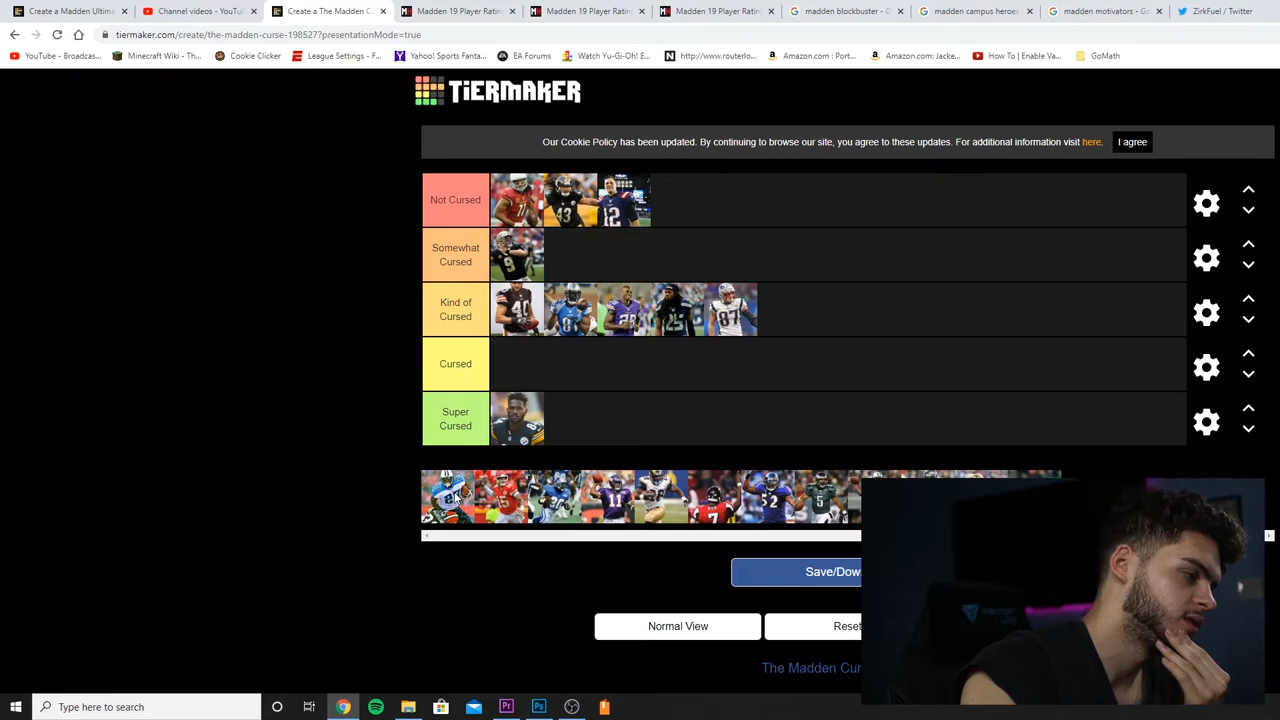 Create a Madden Ultima
Channel videos - YouTu
Create a The Madden Cu
Madden 19 Player Rating
Madden 19 Player Rating
Madden 19 Player Rating
madden blockbuster - G
madden campus heroes
madden motivators - Go
ZirkFuel / Twitter
tiermaker.com/create/the-madden-curse-198527?presentationMode=true
YouTube - Broadcas...
Minecraft Wiki - Th...
Cookie Clicker
League Settings - F...
Yahoo! Sports Fanta...
EA Forums
Watch Yu-Gi-Oh! E...
http://www.routerlo...
Amazon.com : Port...
Amazon.com: Jacke...
How To | Enable Va...
GoMath
TiERMAKER
Our Cookie Policy has been updated. By continuing to browse our site, you agree to these updates. For additional information visit here.
I agree
Not Cursed
Somewhat
Cursed
Kind of
Cursed
Cursed
Super
Cursed
Save/Dow
Normal View
Reset
The Madden Cur
Type here to search